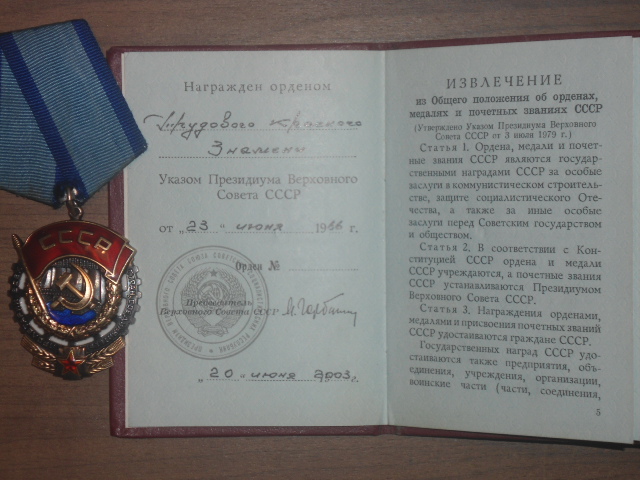 СССР
Награжден орденом
Трудового Красного
Знамени
Указом Президиума Верховного
Совета СССР
от „23" июня 1986 г.
Ордена №
Председатель
Верховного Совета СССР М. Горбачев
„20" июня 2003 г.
ИЗВЛЕЧЕНИЕ
из Общего положения об орденах,
медалях и почетных званиях СССР
(Утверждено Указом Президиума Верховного
Совета СССР от 3 июля 1979 г.)
Статья 1. Ордена, медали и почет-
ные звания СССР являются государ-
ственными наградами СССР за особые
заслуги в коммунистическом строитель-
стве, защите социалистического Оте-
чества, а также за иные особые
заслуги перед Советским государством
и обществом.
Статья 2. В соответствии с Кон-
ституцией СССР ордена и медали
СССР учреждаются, а почетные звания
СССР устанавливаются Президиумом
Верховного Совета СССР.
Статья 3. Награждения орденами,
медалями и присвоения почетных званий
СССР удостаиваются граждане СССР.
Государственных наград СССР удо-
стаиваются также предприятия, объ-
единения, учреждения, организации,
воинские части (части, соединения,
5